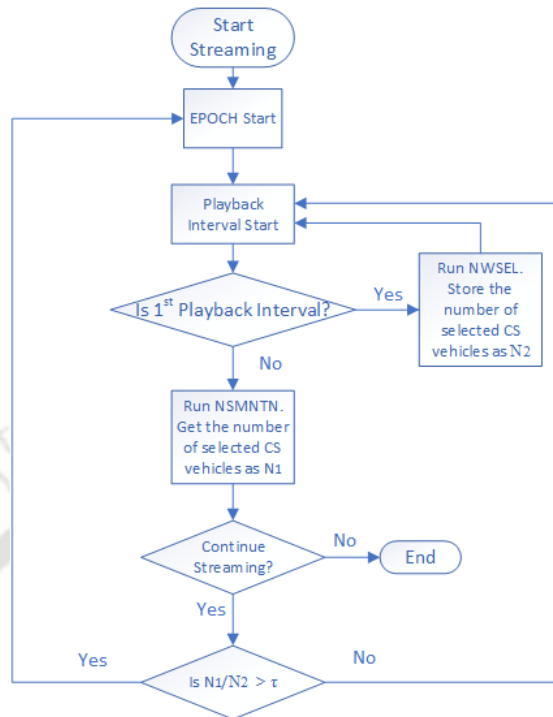 Start
Streaming
EPOCH Start
Playback
Interval Start
Is 1st Playback Interval?
Yes
Run NWSEL.
Store the
number of
selected CS
vehicles as N2
No
Run NSMNTN.
Get the number
of selected CS
vehicles as N1
Continue
Streaming?
No
End
Yes
Is N1/N2 > τ
Yes
No